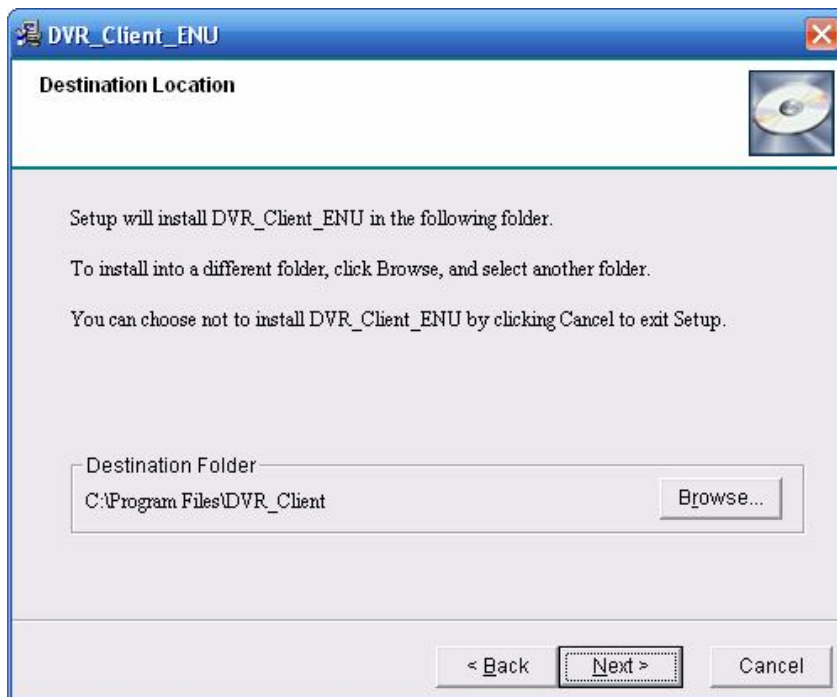 DVR_Client_ENU
Destination Location
Setup will install DVR_Client_ENU in the following folder.
To install into a different folder, click Browse, and select another folder.
You can choose not to install DVR_Client_ENU by clicking Cancel to exit Setup.
Destination Folder
C:\Program Files\DVR_Client
Browse...
< Back
Next >
Cancel